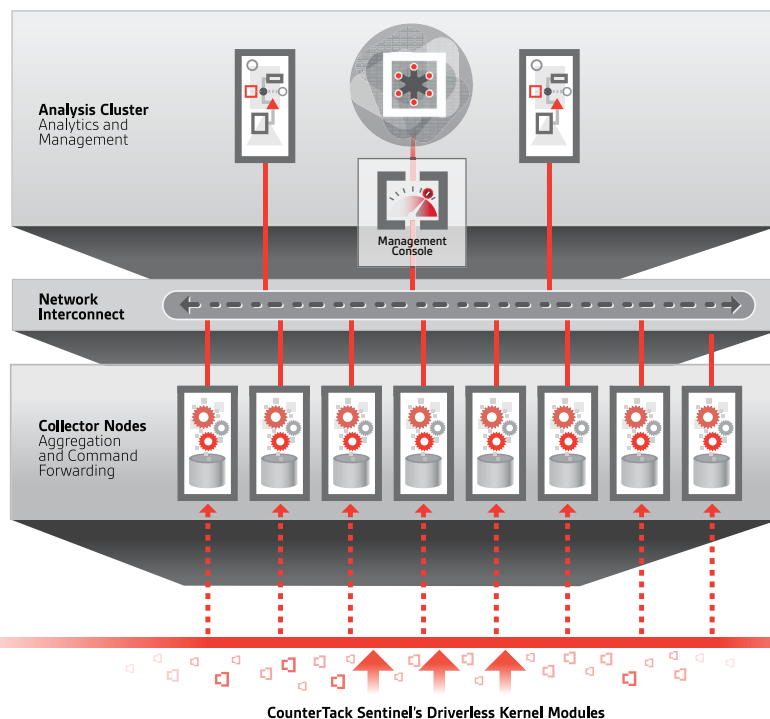 Analysis Cluster
Analytics and
Management
Management
Console
Network
Interconnect
Collector Nodes
Aggregation
and Command
Forwarding
CounterTack Sentinel's Driverless Kernel Modules